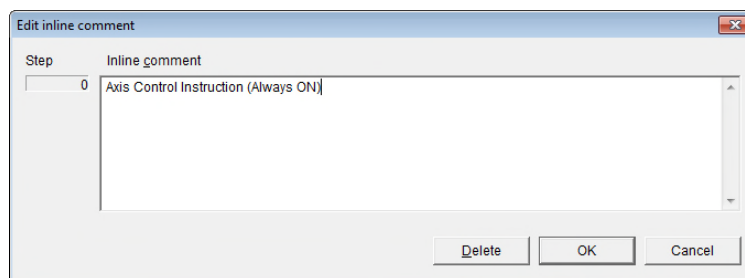 Edit inline comment
Step Inline comment
0 Axis Control Instruction (Always ON)
Delete OK Cancel